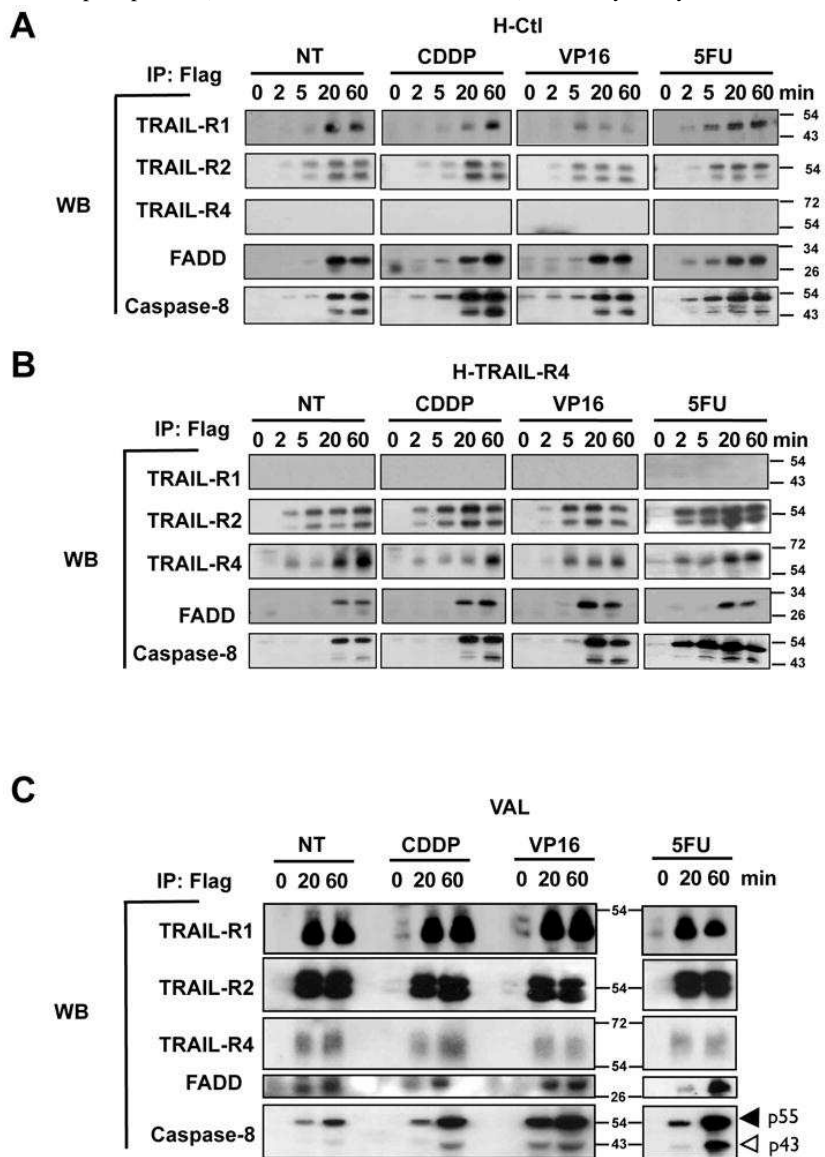 A
H-Ctl
NT CDDP VP16 5FU
IP: Flag
0 2 5 20 60 0 2 5 20 60 0 2 5 20 60 0 2 5 20 60 min
WB
TRAIL-R1 54
43
TRAIL-R2 54
TRAIL-R4 72
54
FADD 34
26
Caspase-8 54
43
B
H-TRAIL-R4
NT CDDP VP16 5FU
IP: Flag
0 2 5 20 60 0 2 5 20 60 0 2 5 20 60 0 2 5 20 60 min
WB
TRAIL-R1 54
43
TRAIL-R2 54
TRAIL-R4 72
54
FADD 34
26
Caspase-8 54
43
C
VAL
NT CDDP VP16 5FU
IP: Flag 0 20 60 0 20 60 0 20 60 0 20 60 min
WB
TRAIL-R1 54
TRAIL-R2 54
TRAIL-R4 72
54
FADD 26
Caspase-8 54 p55
43 p43